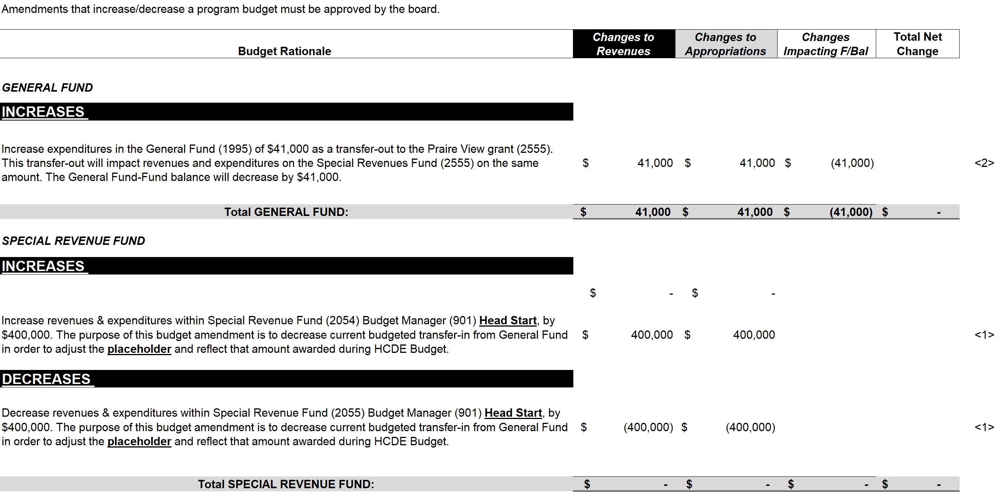 Amendments that increase/decrease a program budget must be approved by the board.
Budget Rationale
Changes to Revenues
Changes to Appropriations
Changes Impacting F/Bal
Total Net Change
GENERAL FUND
INCREASES
Increase expenditures in the General Fund (1995) of $41,000 as a transfer-out to the Praire View grant (2555).
This transfer-out will impact revenues and expenditures on the Special Revenues Fund (2555) on the same $ 41,000 $ 41,000 $ (41,000) <2>
amount. The General Fund-Fund balance will decrease by $41,000.
Total GENERAL FUND: $ 41,000 $ 41,000 $ (41,000) $ -
SPECIAL REVENUE FUND
INCREASES
$ - $ -
Increase revenues & expenditures within Special Revenue Fund (2054) Budget Manager (901) Head Start, by
$400,000. The purpose of this budget amendment is to decrease current budgeted transfer-in from General Fund $ 400,000 $ 400,000 <1>
in order to adjust the placeholder and reflect that amount awarded during HCDE Budget.
DECREASES
Decrease revenues & expenditures within Special Revenue Fund (2055) Budget Manager (901) Head Start, by
$400,000. The purpose of this budget amendment is to decrease current budgeted transfer-in from General Fund $ (400,000) $ (400,000) <1>
in order to adjust the placeholder and reflect that amount awarded during HCDE Budget.
Total SPECIAL REVENUE FUND: $ - $ - $ - $ -